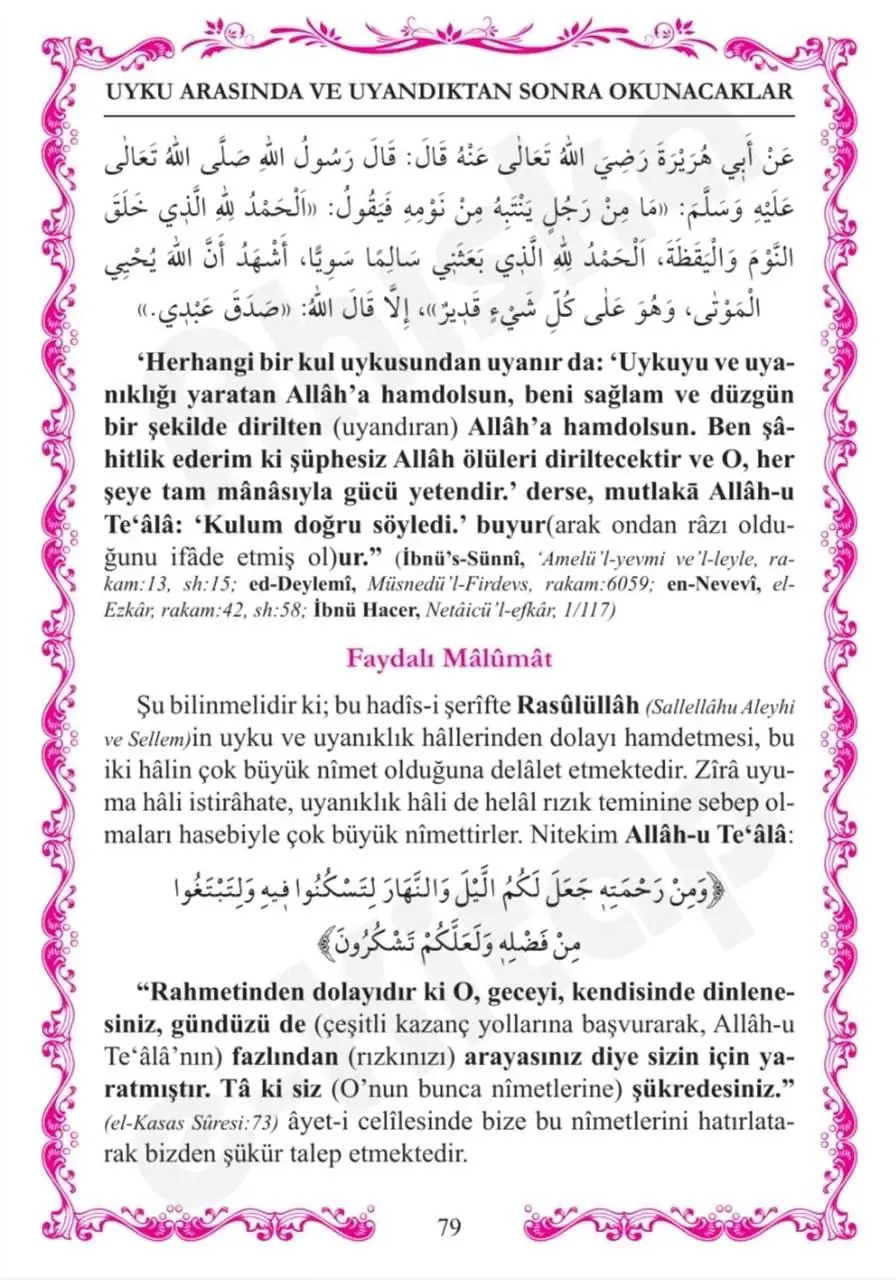 UYKU ARASINDA VE UYANDIKTAN SONRA OKUNACAKLAR
عَنْ أَبِي هُرَيْرَةَ رَضِيَ اللهُ تَعَالٰى عَنْهُ قَالَ: قَالَ رَسُولُ اللهِ صَلَّى اللهُ تَعَالٰى
عَلَيْهِ وَسَلَّمَ: «مَا مِنْ رَجُلٍ يَنْتَبِهُ مِنْ نَوْمِهِ فَيَقُولُ: «اَلْحَمْدُ لِلهِ الَّذِي خَلَقَ
النَّوْمَ وَالْيَقَظَةَ، اَلْحَمْدُ لِلهِ الَّذِي بَعَثَنِي سَالِمًا سَوِيًّا، أَشْهَدُ أَنَّ اللهَ يُحْيِي
الْمَوْتٰى، وَهُوَ عَلٰى كُلِّ شَيْءٍ قَدِيرٌ»، إِلَّا قَالَ اللهُ: «صَدَقَ عَبْدِي.»
‘Herhangi bir kul uykusundan uyanır da: ‘Uykuyu ve uya-
nıklığı yaratan Allâh’a hamdolsun, beni sağlam ve düzgün
bir şekilde dirilten (uyandıran) Allâh’a hamdolsun. Ben şâ-
hitlik ederim ki şüphesiz Allâh ölüleri diriltecektir ve O, her
şeye tam mânâsıyla gücü yetendir.’ derse, mutlakā Allâh-u
Te‘âlâ: ‘Kulum doğru söyledi.’ buyur(arak ondan râzı oldu-
ğunu ifâde etmiş ol)ur.” (İbnü’s-Sünnî, ‘Amelü’l-yevmi ve’l-leyle, ra-
kam:13, sh:15; ed-Deylemî, Müsnedü’l-Firdevs, rakam:6059; en-Nevevî, el-
Ezkâr, rakam:42, sh:58; İbnü Hacer, Netâicü’l-efkâr, 1/117)
Faydalı Mâlûmât
Şu bilinmelidir ki; bu hadîs-i şerîfte Rasûlüllâh (Sallellâhu Aleyhi
ve Sellem)in uyku ve uyanıklık hâllerinden dolayı hamdetmesi, bu
iki hâlin çok büyük nîmet olduğuna delâlet etmektedir. Zîrâ uyu-
ma hâli istirâhate, uyanıklık hâli de helâl rızık teminine sebep ol-
maları hasebiyle çok büyük nîmettirler. Nitekim Allâh-u Te‘âlâ:
﴿وَمِنْ رَحْمَتِهٖ جَعَلَ لَكُمُ الَّيْلَ وَالنَّهَارَ لِتَسْكُنُوا فِيهِ وَلِتَبْتَغُوا
مِنْ فَضْلِهٖ وَلَعَلَّكُمْ تَشْكُرُونَ﴾
“Rahmetinden dolayıdır ki O, geceyi, kendisinde dinlene-
siniz, gündüzü de (çeşitli kazanç yollarına başvurarak, Allâh-u
Te‘âlâ’nın) fazlından (rızkınızı) arayasınız diye sizin için ya-
ratmıştır. Tâ ki siz (O’nun bunca nîmetlerine) şükredesiniz.”
(el-Kasas Sûresi:73) âyet-i celîlesinde bize bu nîmetlerini hatırlata-
rak bizden şükür talep etmektedir.
79